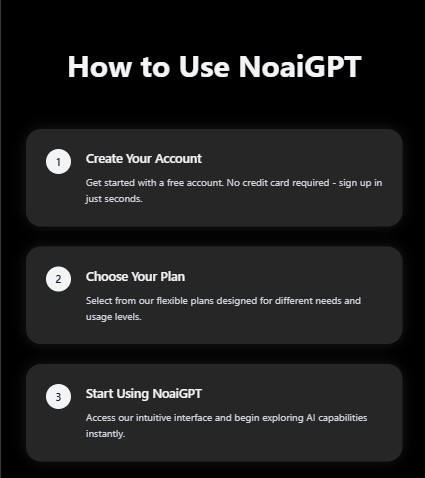 How to Use NoaiGPT
1
Create Your Account
Get started with a free account. No credit card required - sign up in
just seconds.
2
Choose Your Plan
Select from our flexible plans designed for different needs and
usage levels.
3
Start Using NoaiGPT
Access our intuitive interface and begin exploring AI capabilities
instantly.